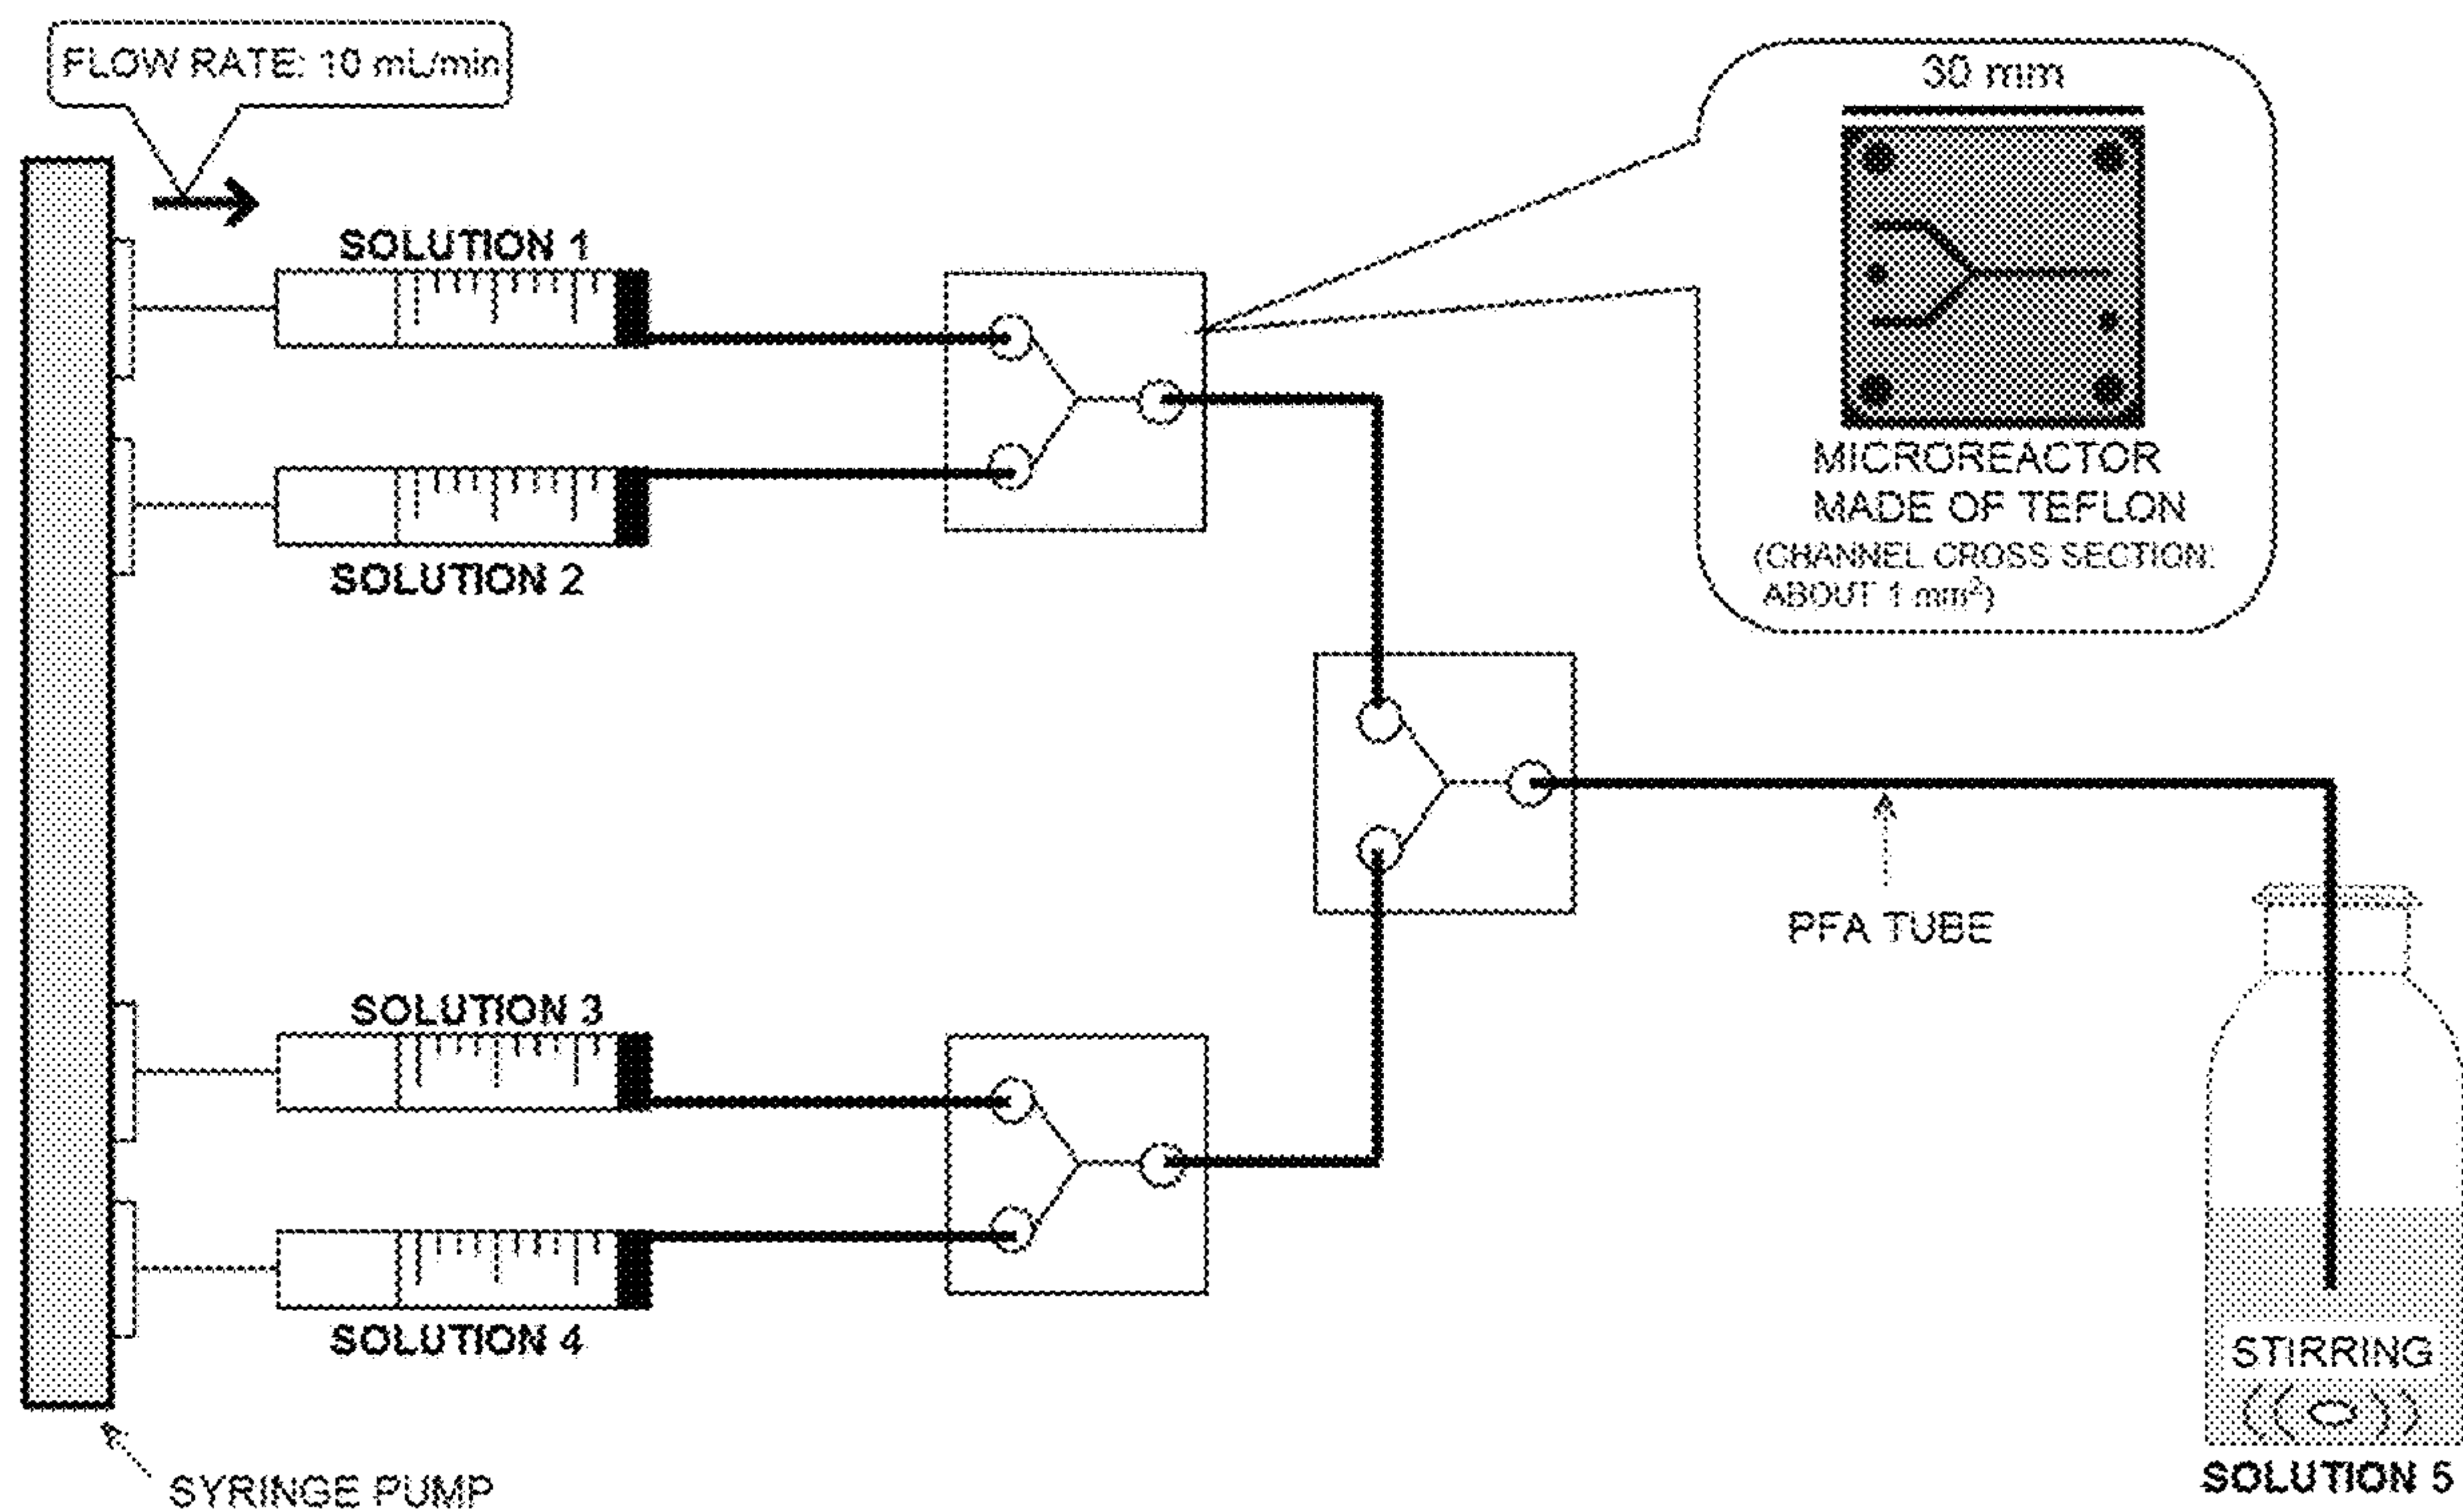 FLOW RATE: 10 mL/min
30 mm
SOLUTION 1
SOLUTION 2
MICROREACTOR
MADE OF TEFLON
(CHANNEL CROSS SECTION:
ABOUT 1 mm²)
PFA TUBE
SOLUTION 3
SOLUTION 4
STIRRING
SOLUTION 5
SYRINGE PUMP